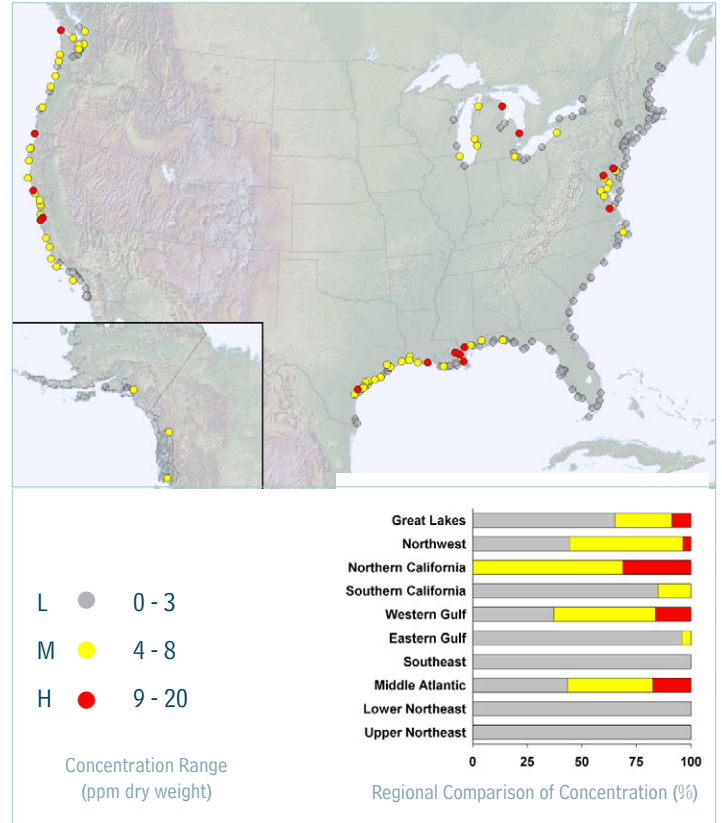 L 0 - 3
M 4 - 8
H 9 - 20
Concentration Range
(ppm dry weight)
Great Lakes
Northwest
Northern California
Southern California
Western Gulf
Eastern Gulf
Southeast
Middle Atlantic
Lower Northeast
Upper Northeast
0 25 50 75 100
Regional Comparison of Concentration (%)